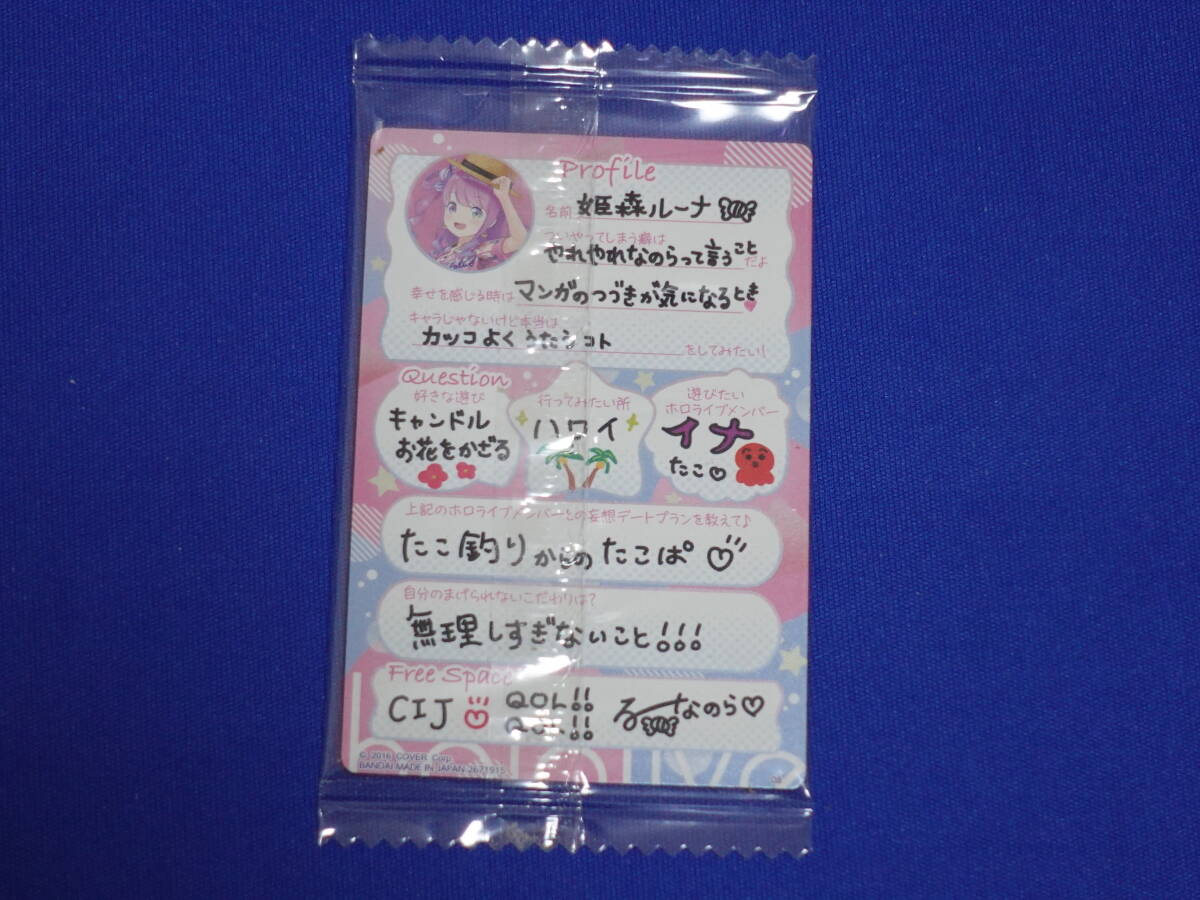 Profile
名前 姫森ルーナ
ついやってしまう癖は
やれやれなのらって言うこと だよ
幸せを感じる時は マンガのつづきが気になるとき
キャラじゃないけど本当は
カッコよくうたうコト をしてみたい!
Question
好きな遊び
キャンドル
お花をかざる
行ってみたい所
ハワイ
遊びたい
ホロライブメンバー
イナ
たこ♡
上記のホロライブメンバーとの妄想デートプランを教えて♪
たこ釣りからのたこぱ♡
自分のまげられないこだわりは?
無理しすぎないこと!!!
Free Space
CIJ QOL!! るーなのら♡
QOL!!
hololive
© 2016 COVER Corp.
BANDAI MADE IN JAPAN 2671915